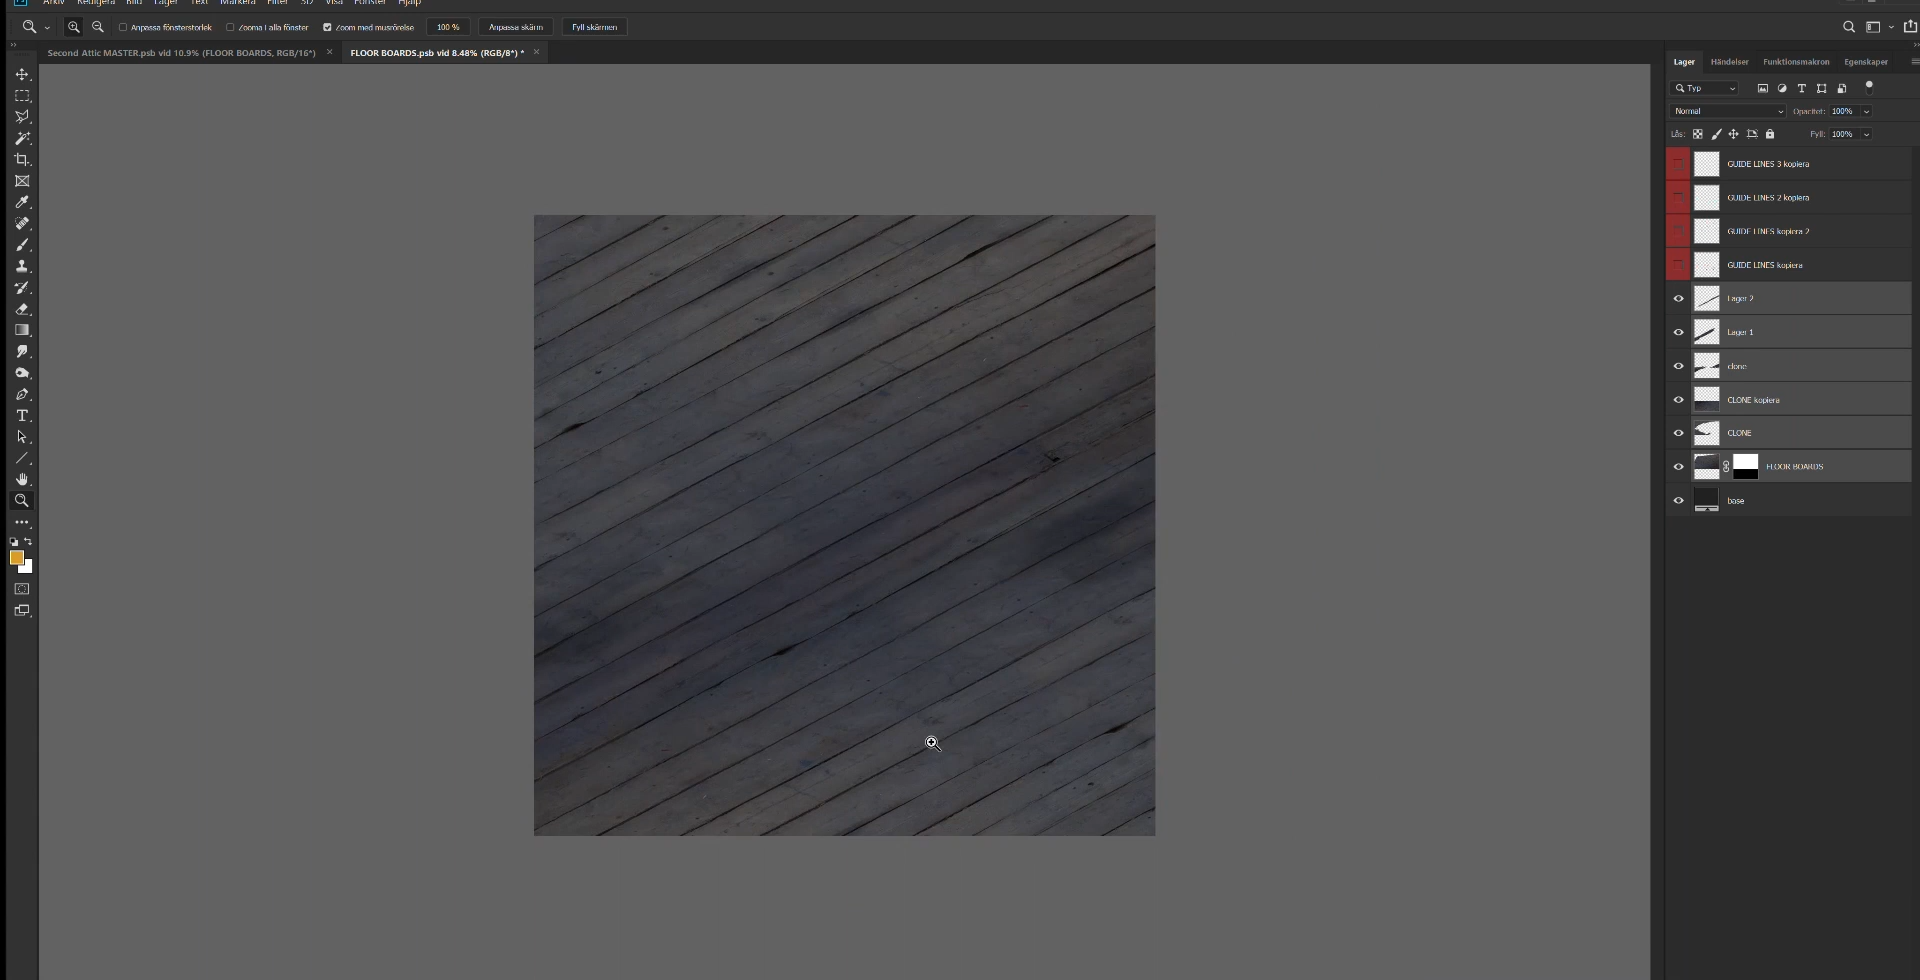 Arkiv Redigera Bild Lager Text Markera Filter 3D Visa Fönster Hjälp
Anpassa fönsterstorlek Zooma i alla fönster Zoom med musrörelse 100 % Anpassa skärm Fyll skärmen
Second Attic MASTER.psb vid 10.9% (FLOOR BOARDS, RGB/16*) × FLOOR BOARDS.psb vid 8.48% (RGB/8*) * ×
Lager Händelser Funktionsmakron Egenskaper
Typ
Normal Opacitet: 100%
Lås: Fyll: 100%
GUIDE LINES 3 kopiera
GUIDE LINES 2 kopiera
GUIDE LINES kopiera 2
GUIDE LINES kopiera
Lager 2
Lager 1
clone
CLONE kopiera
CLONE
FLOOR BOARDS
base